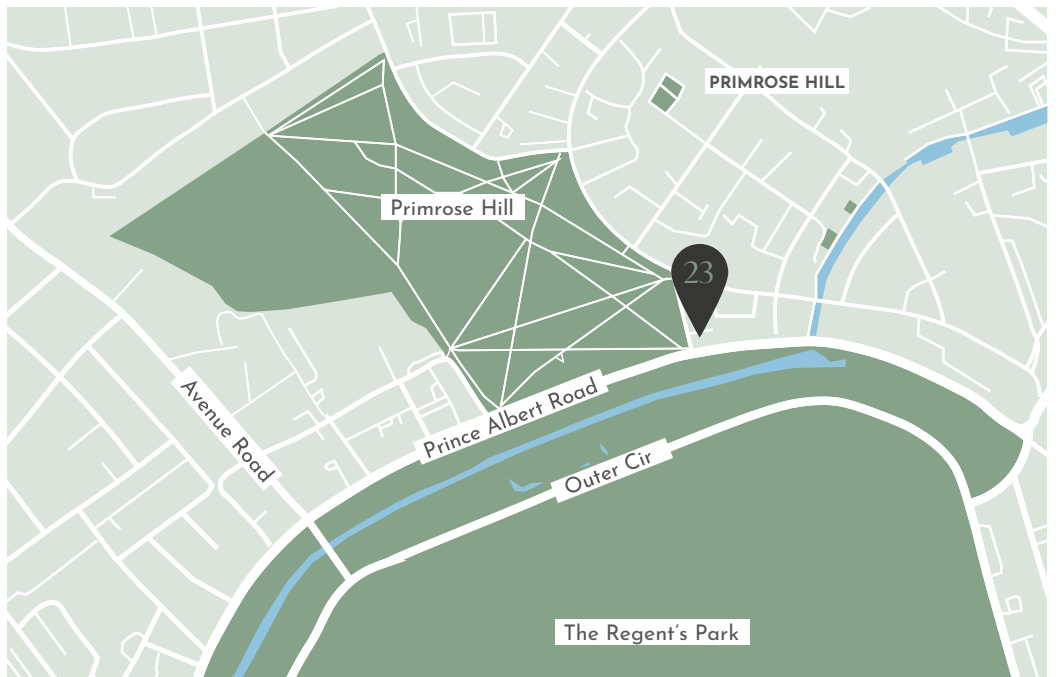 PRIMROSE HILL
Primrose Hill
23
Prince Albert Road
Avenue Road
Outer Cir
The Regent's Park